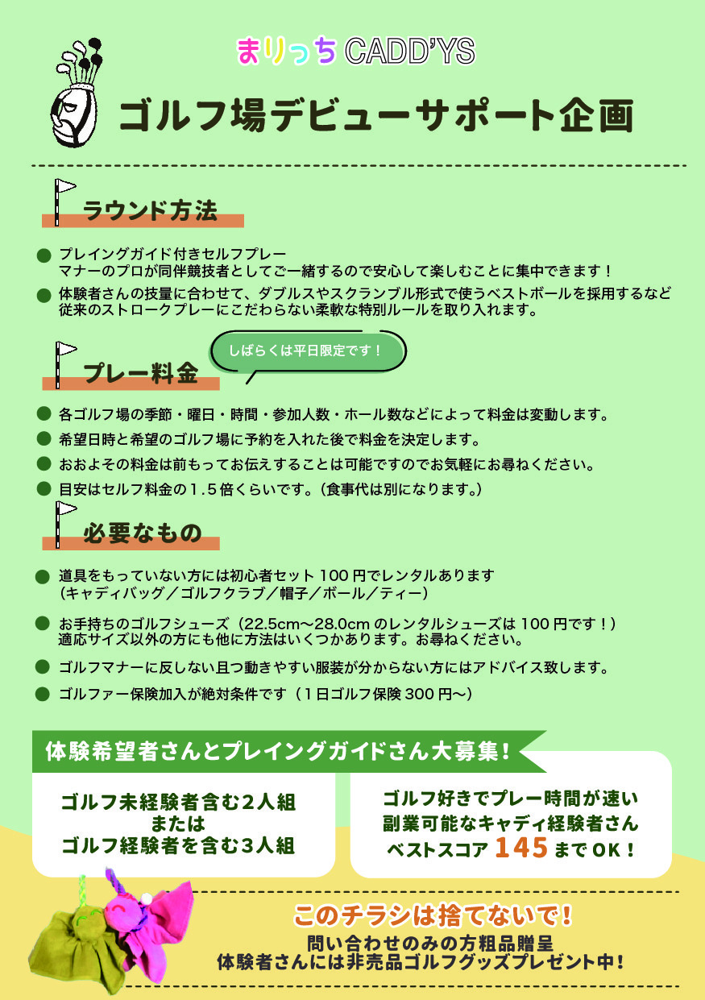 まりっち CADD'YS
ゴルフ場デビューサポート企画
ラウンド方法
プレイングガイド付きセルフプレー
マナーのプロが同伴競技者としてご一緒するので安心して楽しむことに集中できます！
体験者さんの技量に合わせて、ダブルスやスクランブル形式で使うベストボールを採用するなど
従来のストロークプレーにこだわらない柔軟な特別ルールを取り入れます。
しばらくは平日限定です！
プレー料金
各ゴルフ場の季節・曜日・時間・参加人数・ホール数などによって料金は変動します。
希望日時と希望のゴルフ場に予約を入れた後で料金を決定します。
おおよその料金は前もってお伝えすることは可能ですのでお気軽にお尋ねください。
目安はセルフ料金の１.５倍くらいです。（食事代は別になります。）
必要なもの
道具をもっていない方には初心者セット 100 円でレンタルあります
（キャディバッグ／ゴルフクラブ／帽子／ボール／ティー）
お手持ちのゴルフシューズ（22.5cm〜28.0cm のレンタルシューズは 100 円です！）
適応サイズ以外の方にも他に方法はいくつかあります。お尋ねください。
ゴルフマナーに反しない且つ動きやすい服装が分からない方にはアドバイス致します。
ゴルファー保険加入が絶対条件です（１日ゴルフ保険 300 円〜）
体験希望者さんとプレイングガイドさん大募集！
ゴルフ未経験者含む２人組
または
ゴルフ経験者を含む３人組
ゴルフ好きでプレー時間が速い
副業可能なキャディ経験者さん
ベストスコア 145 まで OK！
このチラシは捨てないで！
問い合わせのみの方粗品贈呈
体験者さんには非売品ゴルフグッズプレゼント中！